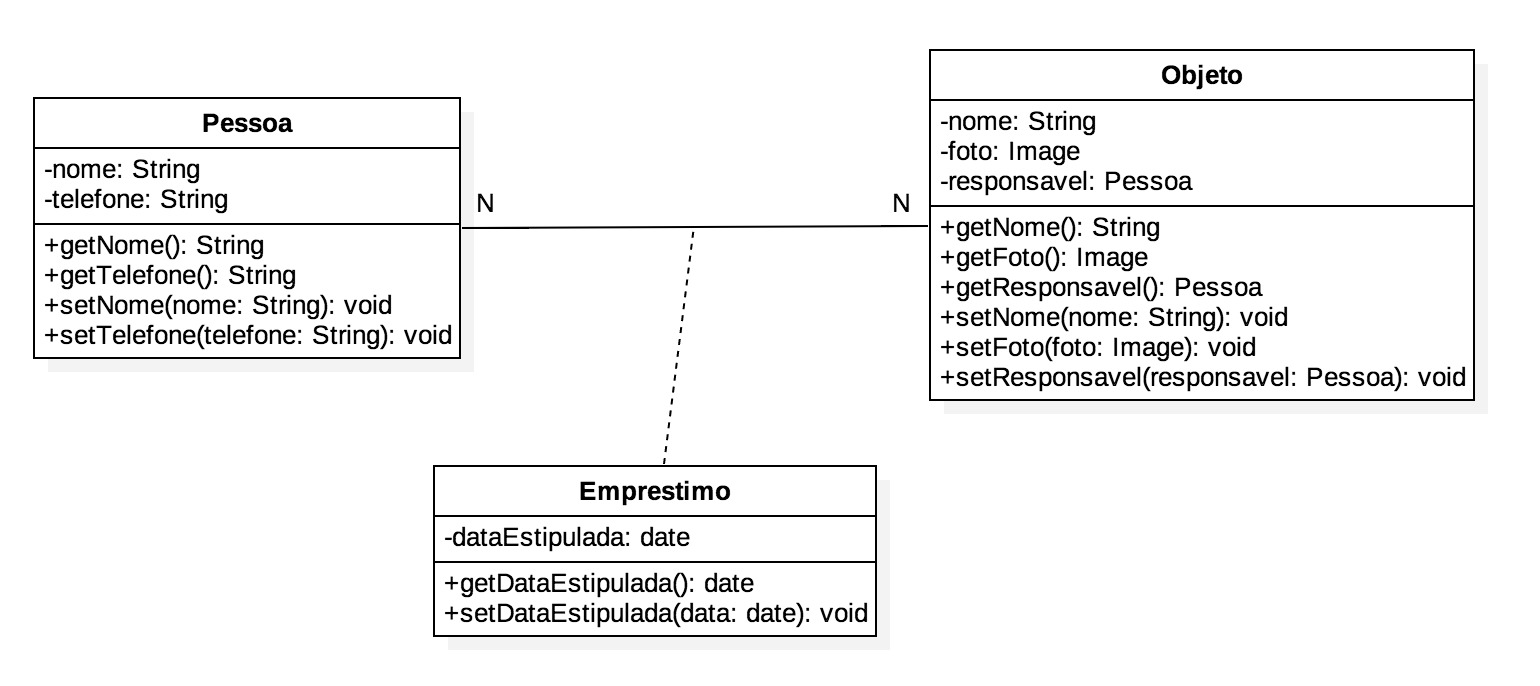 Pessoa
-nome: String
-telefone: String
+getNome(): String
+getTelefone(): String
+setNome(nome: String): void
+setTelefone(telefone: String): void
N
N
Objeto
-nome: String
-foto: Image
-responsavel: Pessoa
+getNome(): String
+getFoto(): Image
+getResponsavel(): Pessoa
+setNome(nome: String): void
+setFoto(foto: Image): void
+setResponsavel(responsavel: Pessoa): void
Emprestimo
-dataEstipulada: date
+getDataEstipulada(): date
+setDataEstipulada(data: date): void